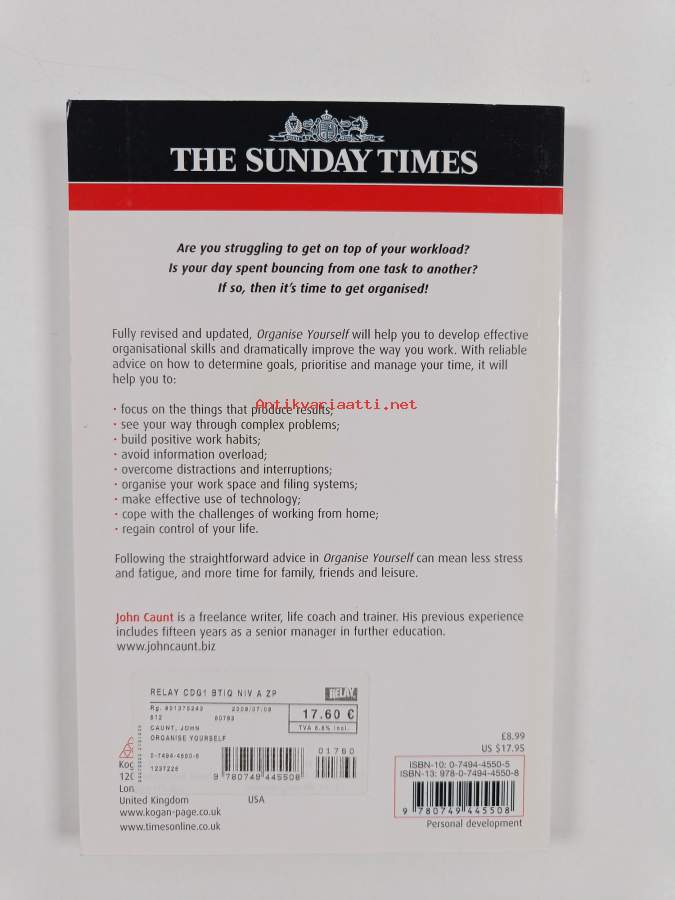 THE SUNDAY TIMES
Are you struggling to get on top of your workload?
Is your day spent bouncing from one task to another?
If so, then it's time to get organised!
Fully revised and updated, Organise Yourself will help you to develop effective
organisational skills and dramatically improve the way you work. With reliable
advice on how to determine goals, prioritise and manage your time, it will
help you to:
Antikvariaatti.net
• focus on the things that produce results;
• see your way through complex problems;
• build positive work habits;
• avoid information overload;
• overcome distractions and interruptions;
• organise your work space and filing systems;
• make effective use of technology;
• cope with the challenges of working from home;
• regain control of your life.
Following the straightforward advice in Organise Yourself can mean less stress
and fatigue, and more time for family, friends and leisure.
John Caunt is a freelance writer, life coach and trainer. His previous experience
includes fifteen years as a senior manager in further education.
www.johncaunt.biz
RELAY CDG1 BTIQ NIV A ZP
RELAY
17.60 €
TVA 5.5% Incl.
612
CAUNT, JOHN
ORGANISE YOURSELF
0-7494-4550-5
1237226
01760
9 780749 445508
Kog
120
Lon
United Kingdom USA
www.kogan-page.co.uk
www.timesonline.co.uk
£8.99
US $17.95
ISBN-10: 0-7494-4550-5
ISBN-13: 978-0-7494-4550-8
9 780749 445508
Personal development